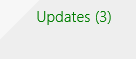 Updates (3)